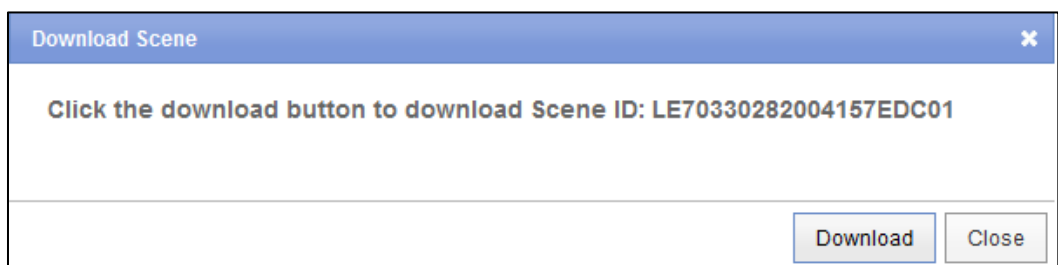 Download Scene
Click the download button to download Scene ID: LE70330282004157EDC01
Download Close